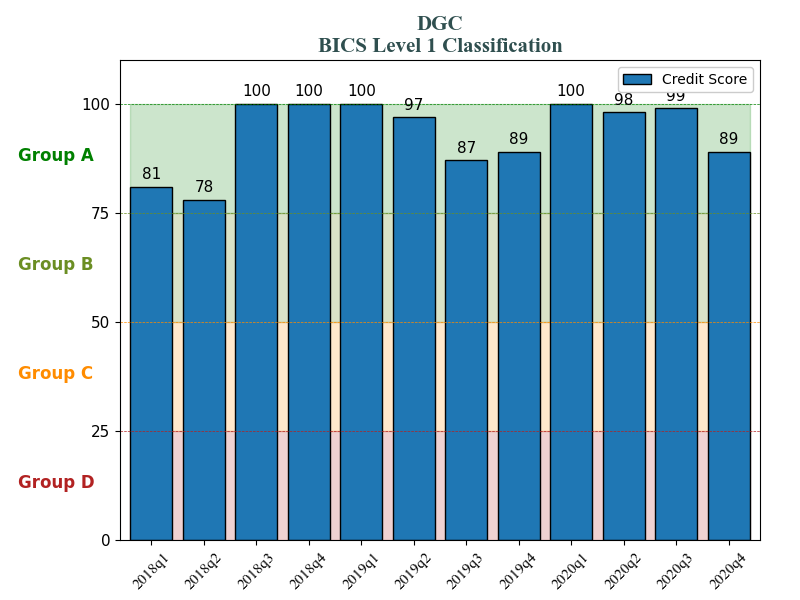 DGC
BICS Level 1 Classification
Credit Score
100
75
50
25
0
Group A
Group B
Group C
Group D
81
78
100
100
100
97
87
89
100
98
99
89
2018q1
2018q2
2018q3
2018q4
2019q1
2019q2
2019q3
2019q4
2020q1
2020q2
2020q3
2020q4